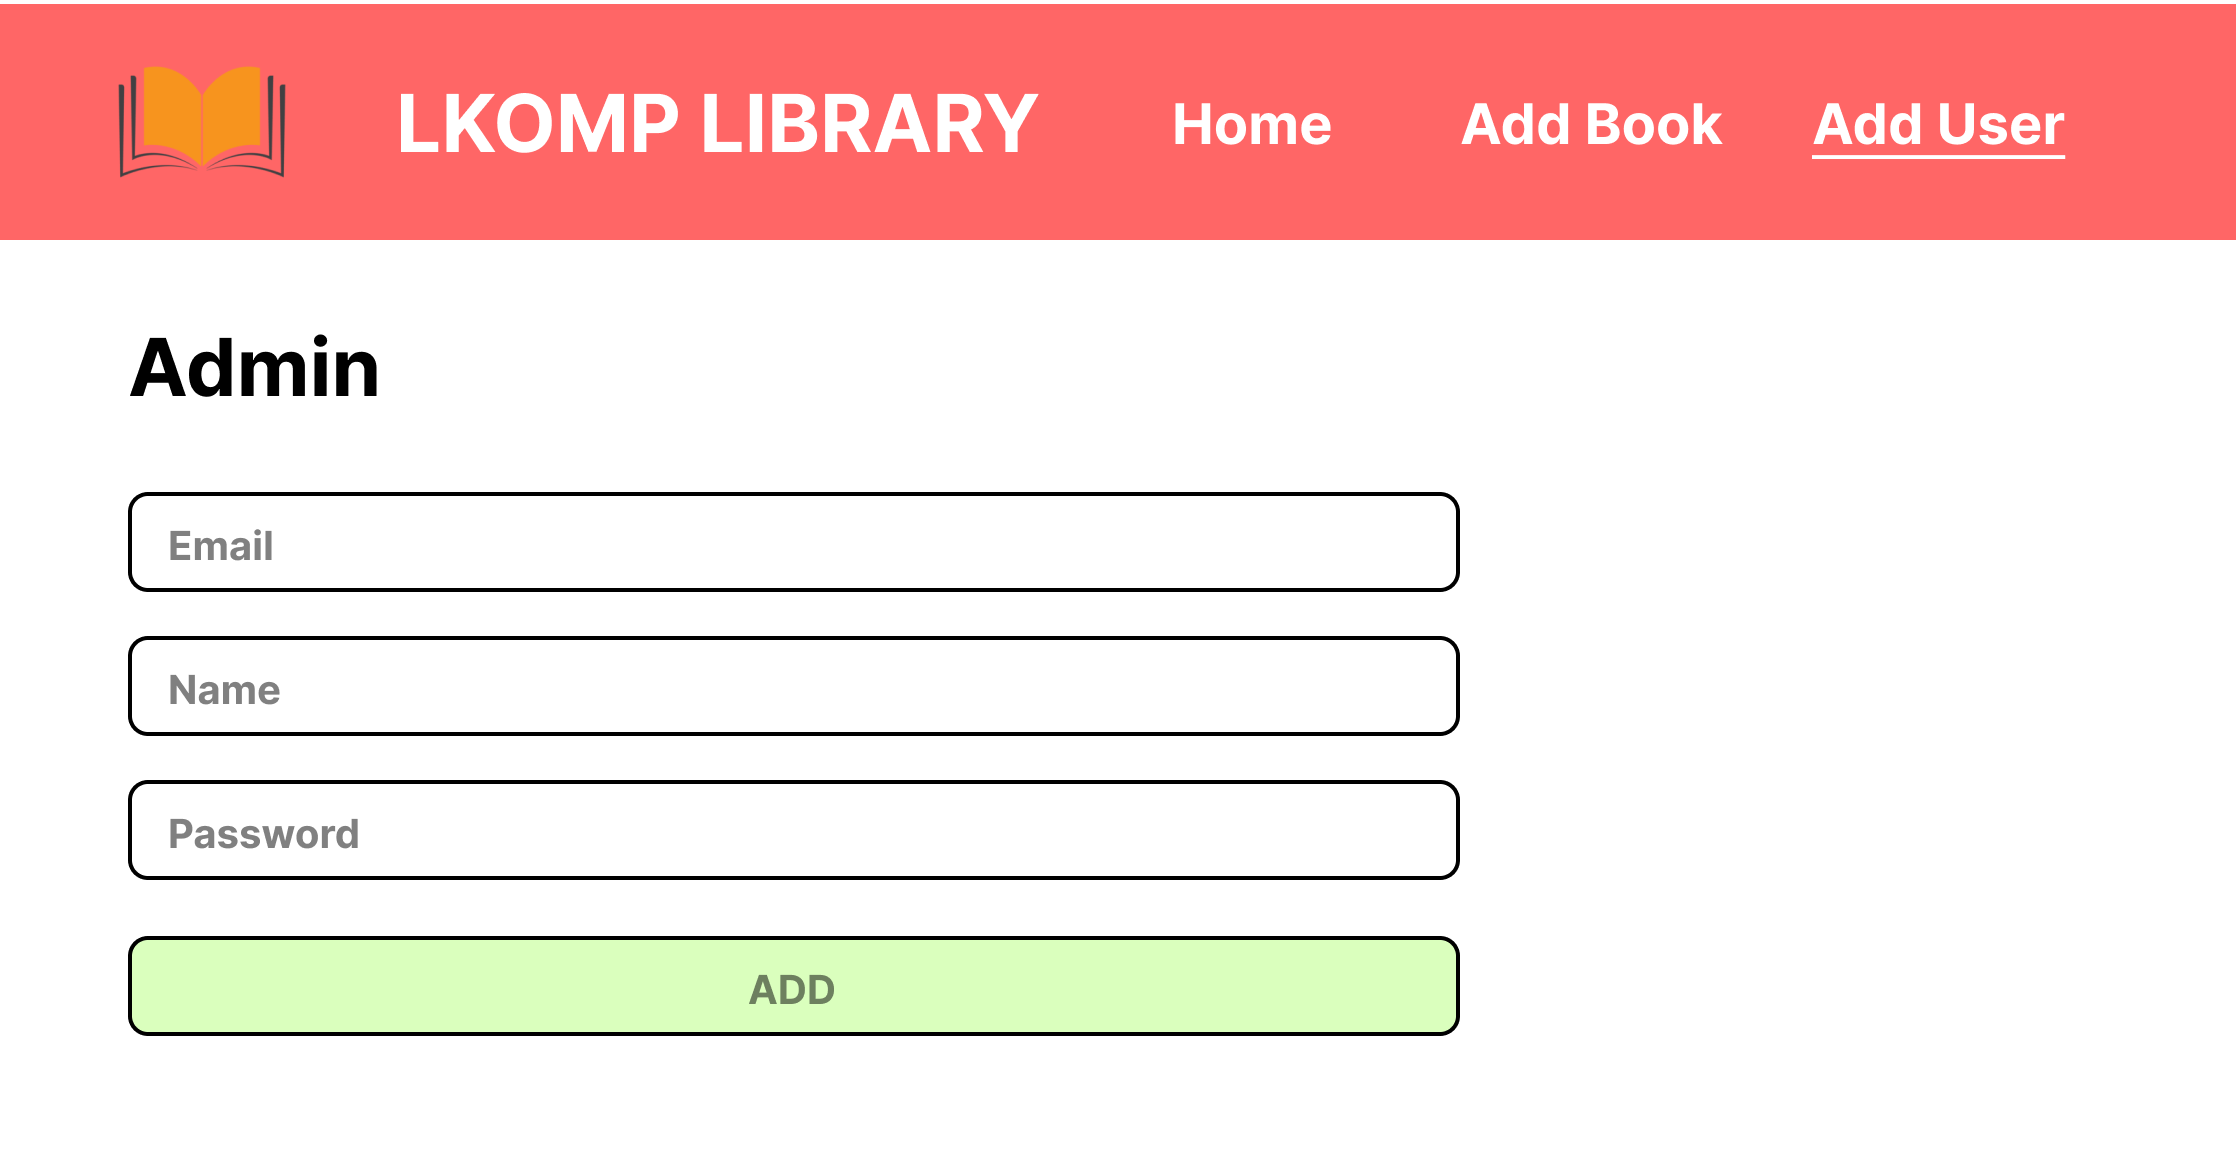 LKOMP LIBRARY Home Add Book Add User
Admin
Email
Name
Password
ADD